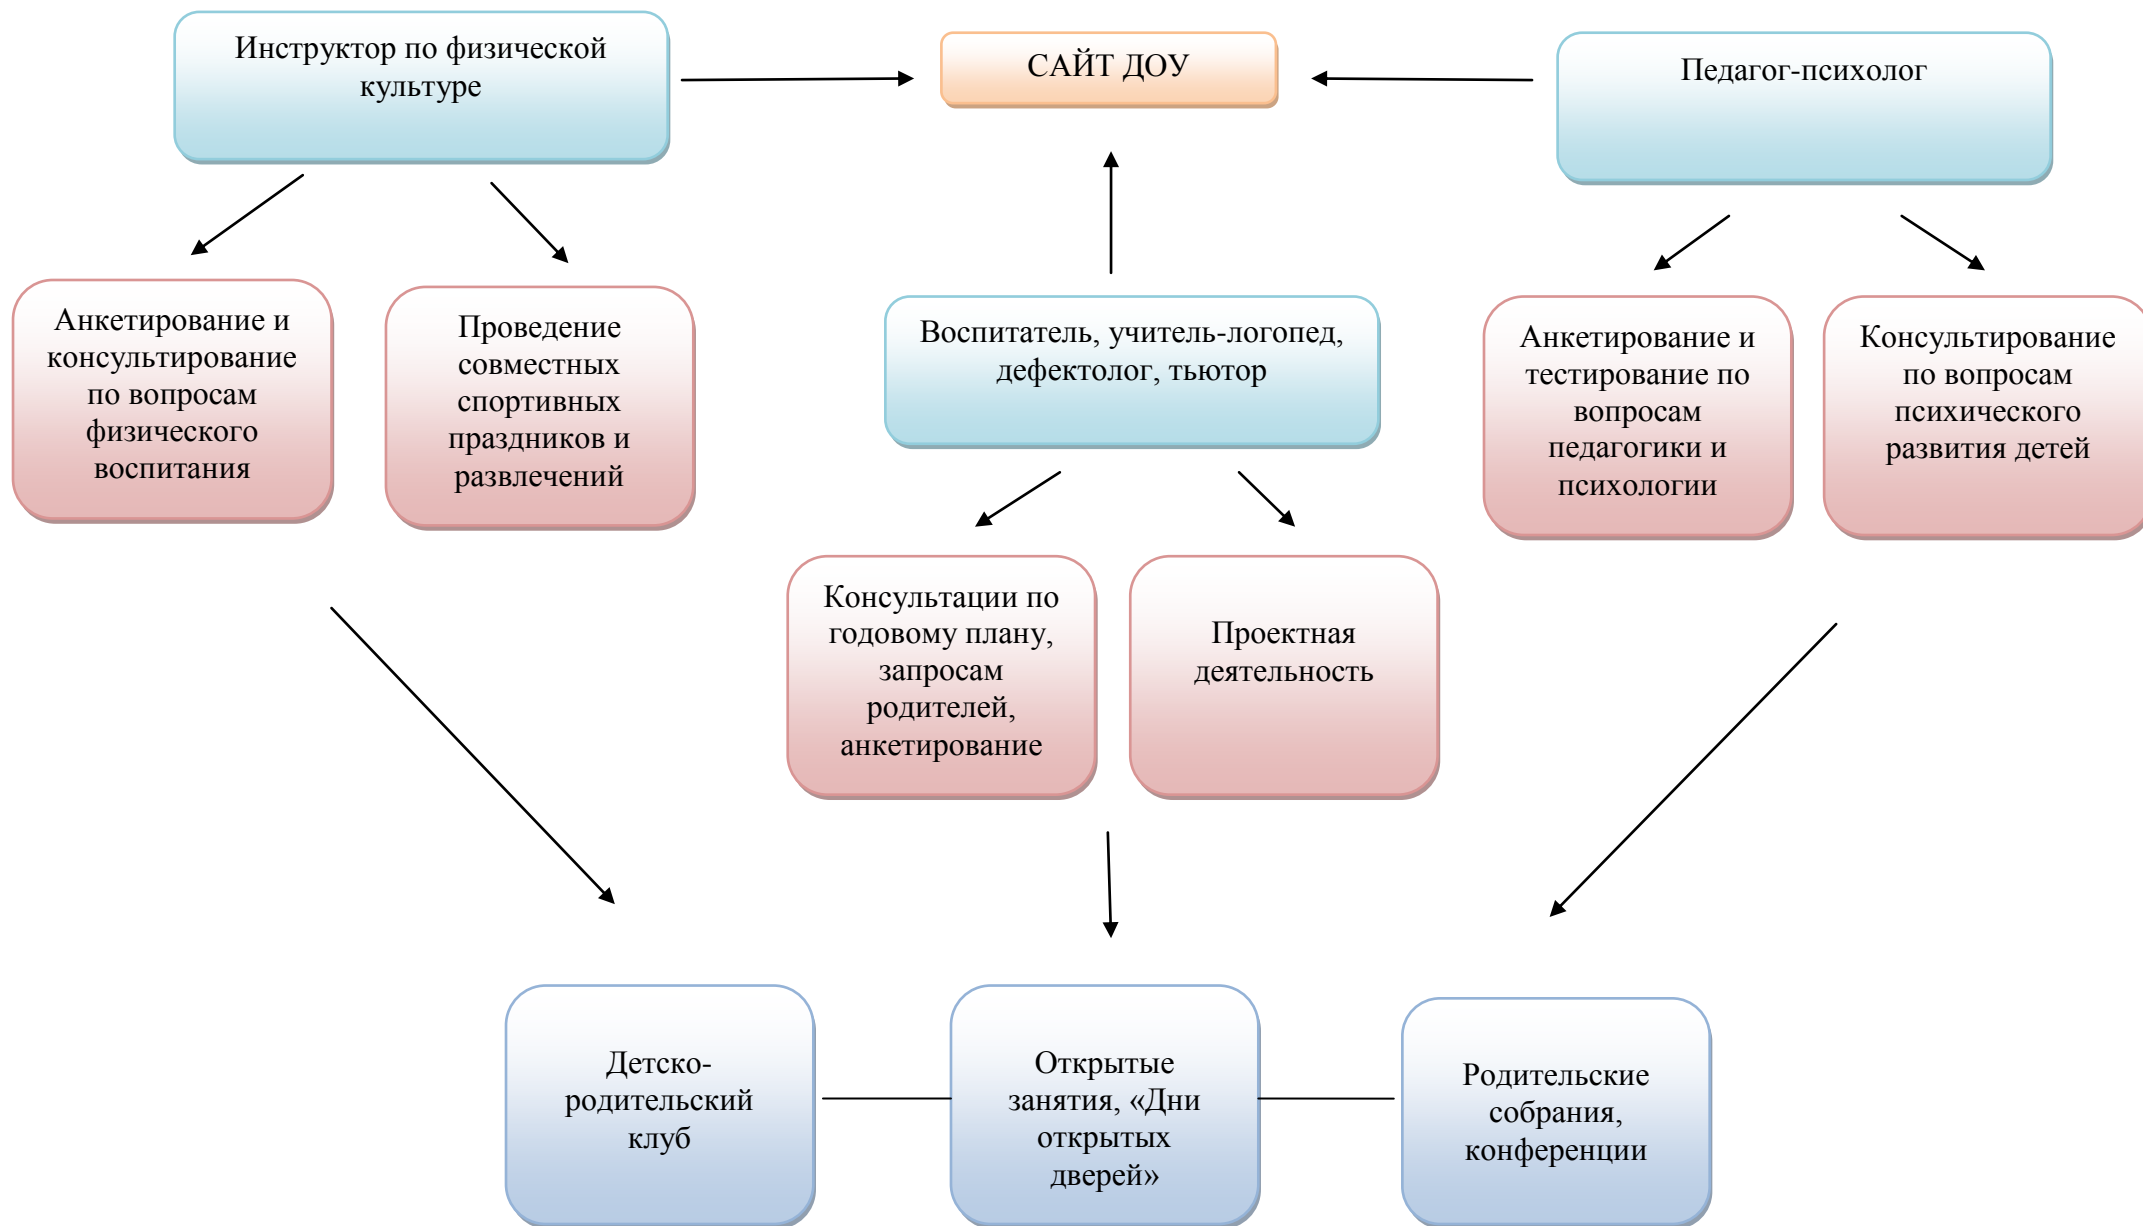 Инструктор по физической
культуре
САЙТ ДОУ
Педагог-психолог
Анкетирование и
консультирование
по вопросам
физического
воспитания
Проведение
совместных
спортивных
праздников и
развлечений
Воспитатель, учитель-логопед,
дефектолог, тьютор
Анкетирование и
тестирование по
вопросам
педагогики и
психологии
Консультирование
по вопросам
психического
развития детей
Консультации по
годовому плану,
запросам
родителей,
анкетирование
Проектная
деятельность
Детско-
родительский
клуб
Открытые
занятия, «Дни
открытых
дверей»
Родительские
собрания,
конференции